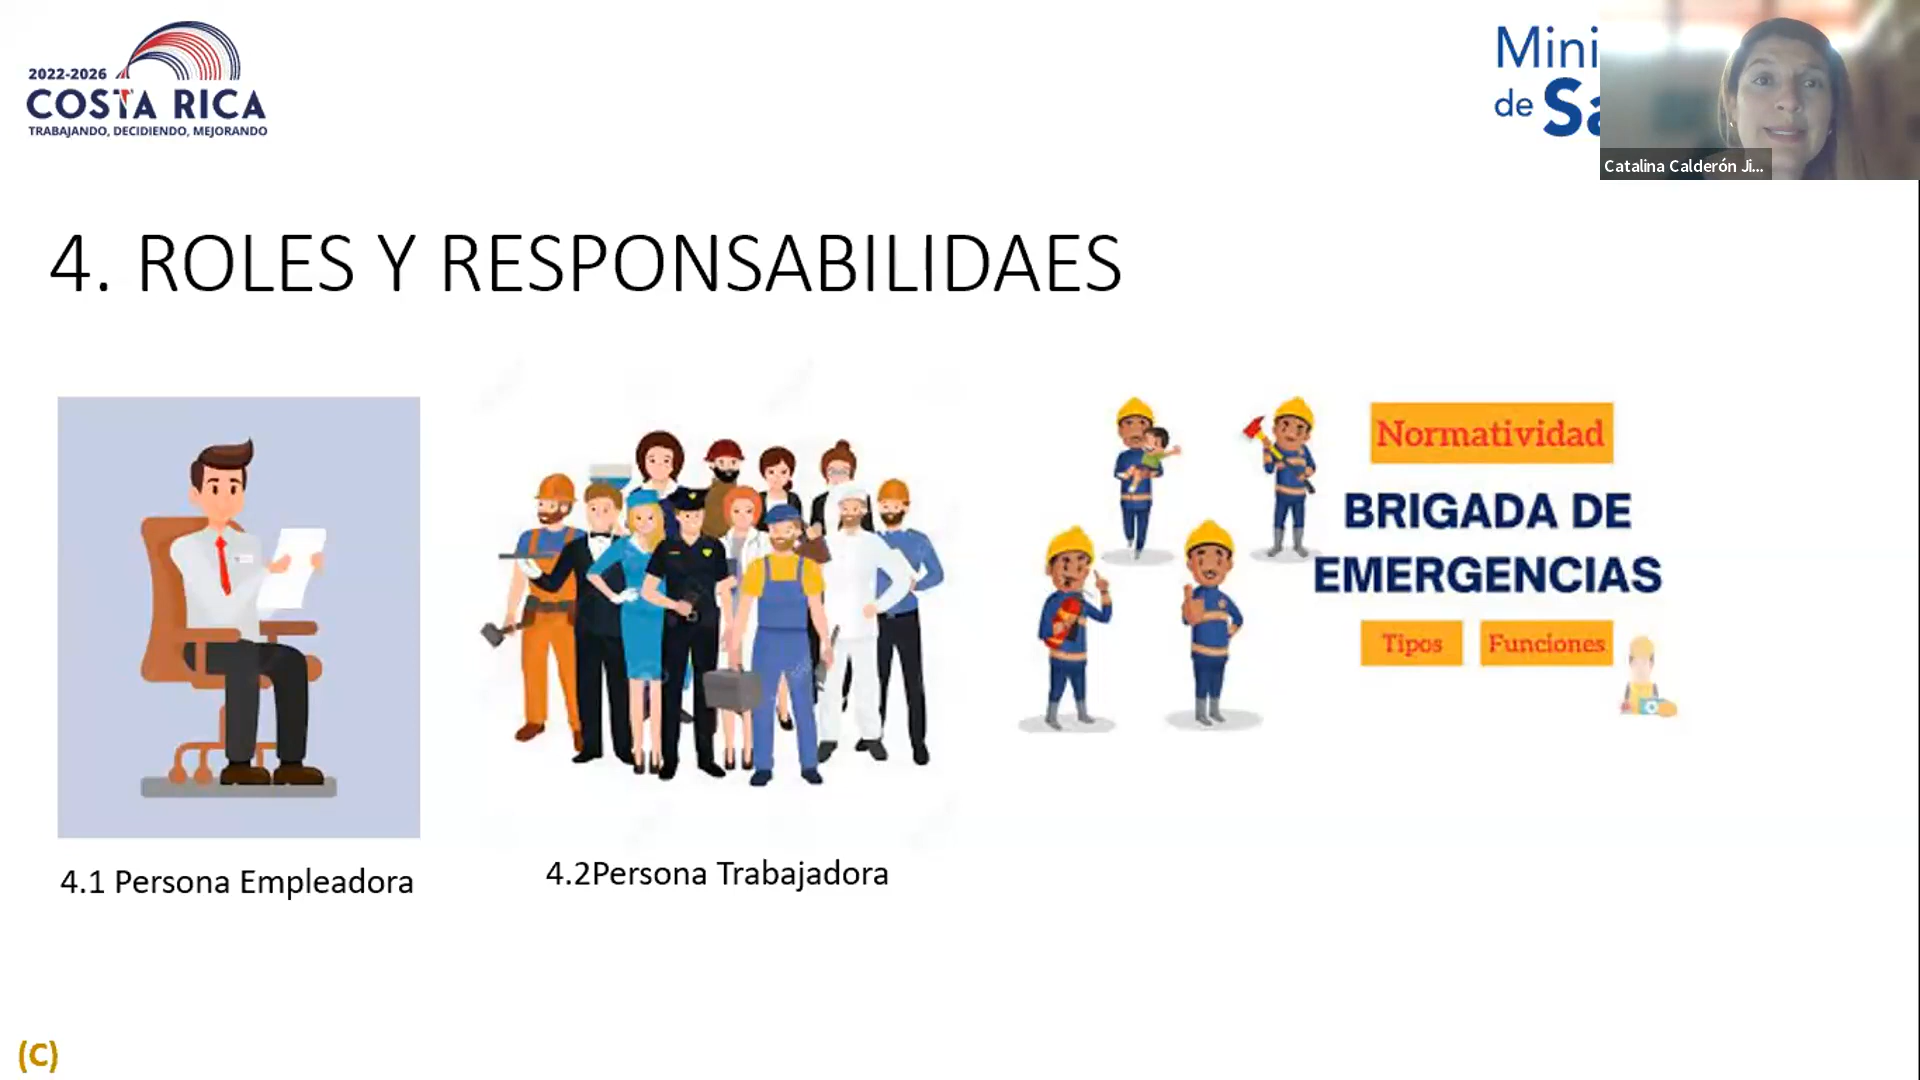 2022-2026
COSTA RICA
TRABAJANDO, DECIDIENDO, MEJORANDO
Mini
de Sa
Catalina Calderón Ji...
4. ROLES Y RESPONSABILIDAES
Normatividad
BRIGADA DE
EMERGENCIAS
Tipos Funciones
4.1 Persona Empleadora
4.2Persona Trabajadora
(C)